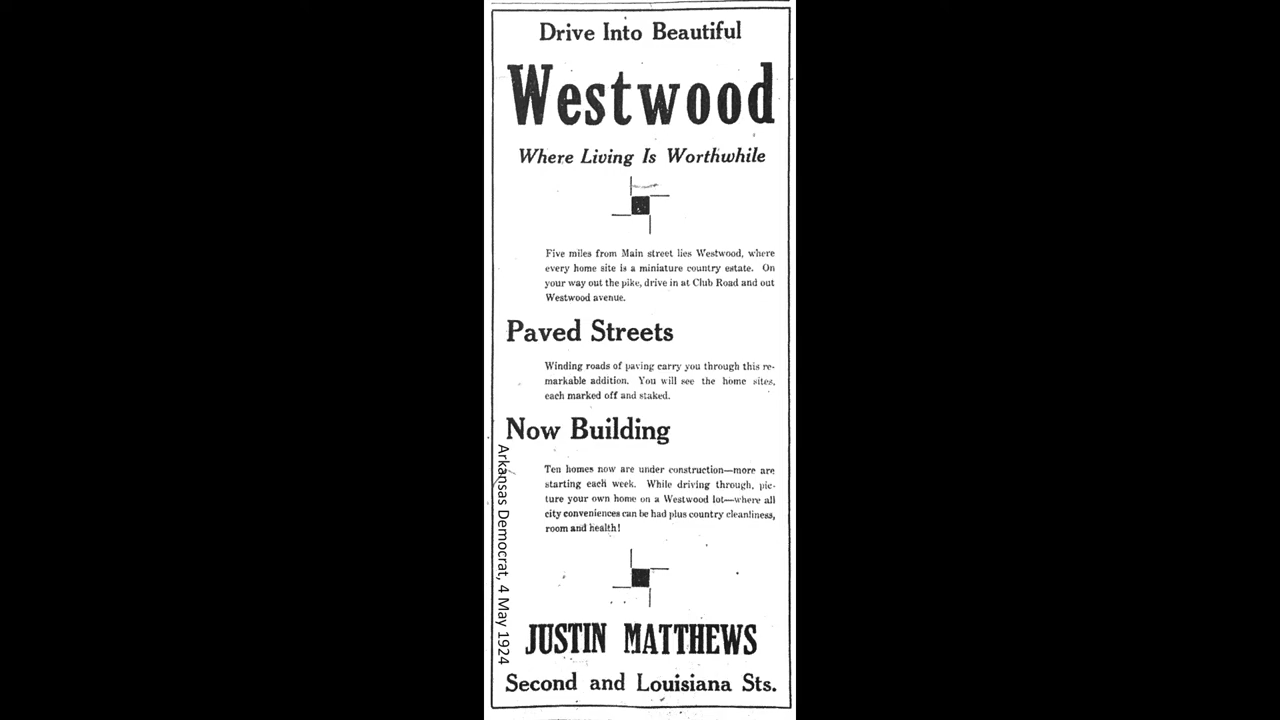 Drive Into Beautiful
Westwood
Where Living Is Worthwhile
Five miles from Main street lies Westwood, where
every home site is a miniature country estate. On
your way out the pike, drive in at Club Road and out
Westwood avenue.
Paved Streets
Winding roads of paving carry you through this re-
markable addition. You will see the home sites,
each marked off and staked.
Now Building
Ten homes now are under construction—more are
starting each week. While driving through, pic-
ture your own home on a Westwood lot—where all
city conveniences can be had plus country cleanliness,
room and health!
JUSTIN MATTHEWS
Second and Louisiana Sts.
Arkansas Democrat, 4 May 1924